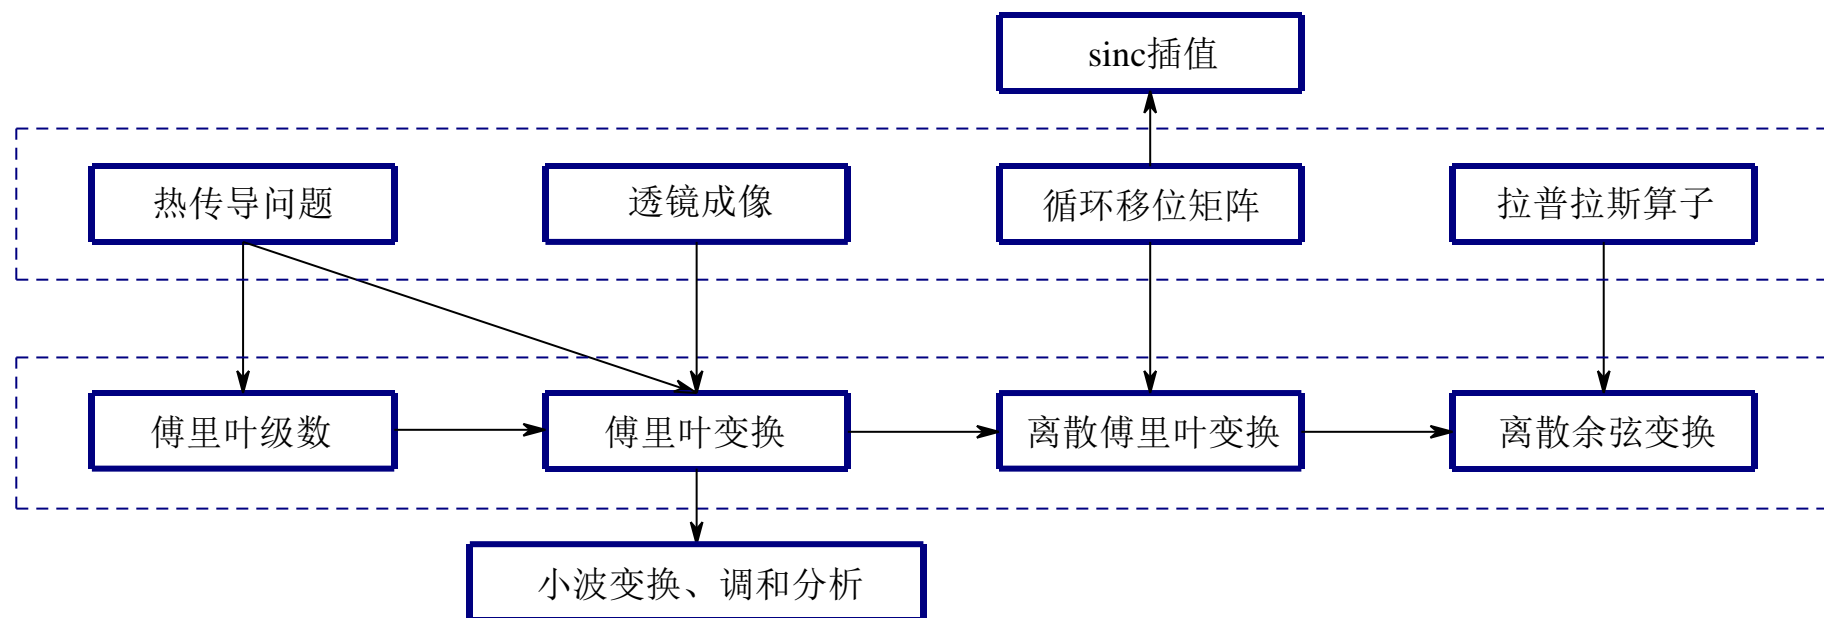 sinc插值
热传导问题
透镜成像
循环移位矩阵
拉普拉斯算子
傅里叶级数
傅里叶变换
离散傅里叶变换
离散余弦变换
小波变换、调和分析